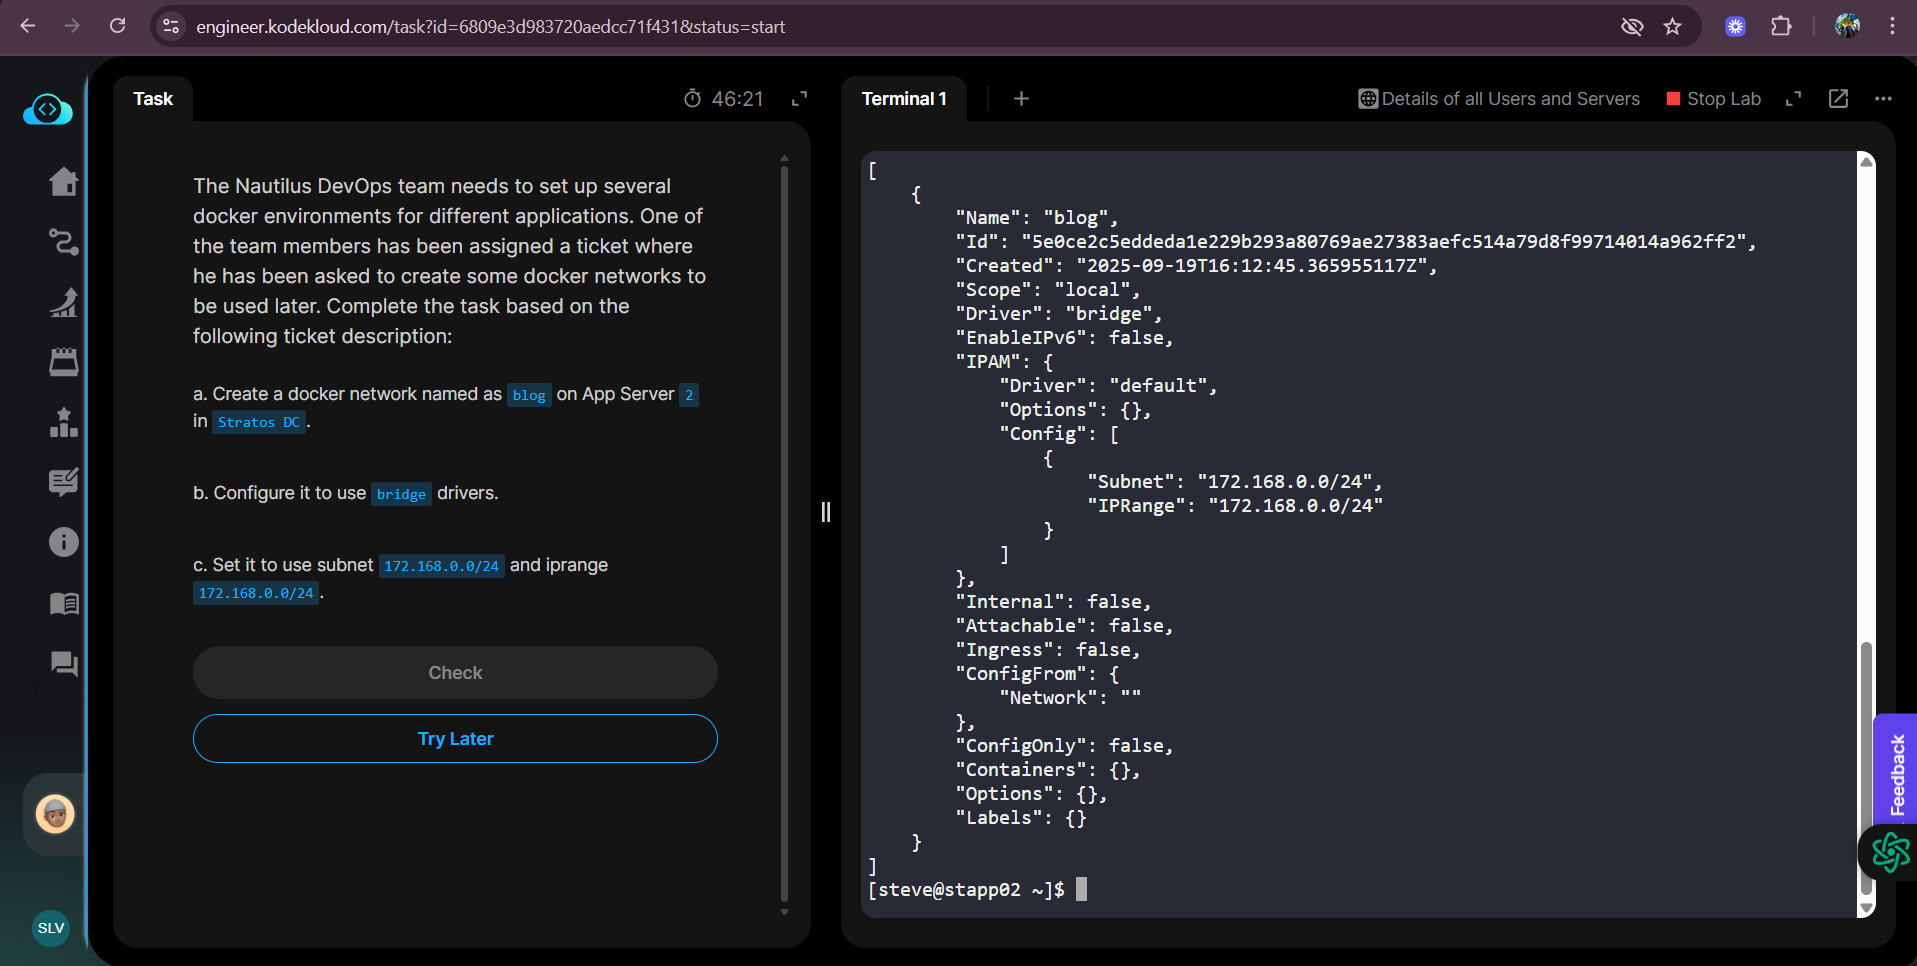 engineer.kodekloud.com/task?id=6809e3d983720aedcc71f431&status=start
Task
46:21
The Nautilus DevOps team needs to set up several
docker environments for different applications. One of
the team members has been assigned a ticket where
he has been asked to create some docker networks to
be used later. Complete the task based on the
following ticket description:
a. Create a docker network named as blog on App Server 2
in Stratos DC.
b. Configure it to use bridge drivers.
c. Set it to use subnet 172.168.0.0/24 and iprange
172.168.0.0/24.
Check
Try Later
SLV
Terminal 1
Details of all Users and Servers
Stop Lab
[
    {
        "Name": "blog",
        "Id": "5e0ce2c5eddeda1e229b293a80769ae27383aefc514a79d8f99714014a962ff2",
        "Created": "2025-09-19T16:12:45.365955117Z",
        "Scope": "local",
        "Driver": "bridge",
        "EnableIPv6": false,
        "IPAM": {
            "Driver": "default",
            "Options": {},
            "Config": [
                {
                    "Subnet": "172.168.0.0/24",
                    "IPRange": "172.168.0.0/24"
                }
            ]
        },
        "Internal": false,
        "Attachable": false,
        "Ingress": false,
        "ConfigFrom": {
            "Network": ""
        },
        "ConfigOnly": false,
        "Containers": {},
        "Options": {},
        "Labels": {}
    }
]
[steve@stapp02 ~]$
Feedback